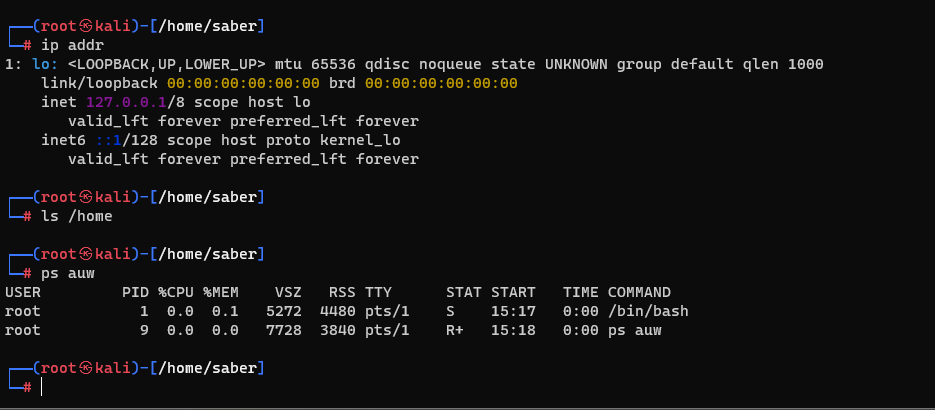 ┌──(root㉿kali)-[/home/saber]
└─# ip addr
1: lo: <LOOPBACK,UP,LOWER_UP> mtu 65536 qdisc noqueue state UNKNOWN group default qlen 1000
    link/loopback 00:00:00:00:00:00 brd 00:00:00:00:00:00
    inet 127.0.0.1/8 scope host lo
       valid_lft forever preferred_lft forever
    inet6 ::1/128 scope host proto kernel_lo
       valid_lft forever preferred_lft forever
┌──(root㉿kali)-[/home/saber]
└─# ls /home
┌──(root㉿kali)-[/home/saber]
└─# ps auw
USER         PID %CPU %MEM    VSZ   RSS TTY      STAT START   TIME COMMAND
root           1  0.0  0.1   5272  4480 pts/1    S    15:17   0:00 /bin/bash
root           9  0.0  0.0   7728  3840 pts/1    R+   15:18   0:00 ps auw
┌──(root㉿kali)-[/home/saber]
└─#